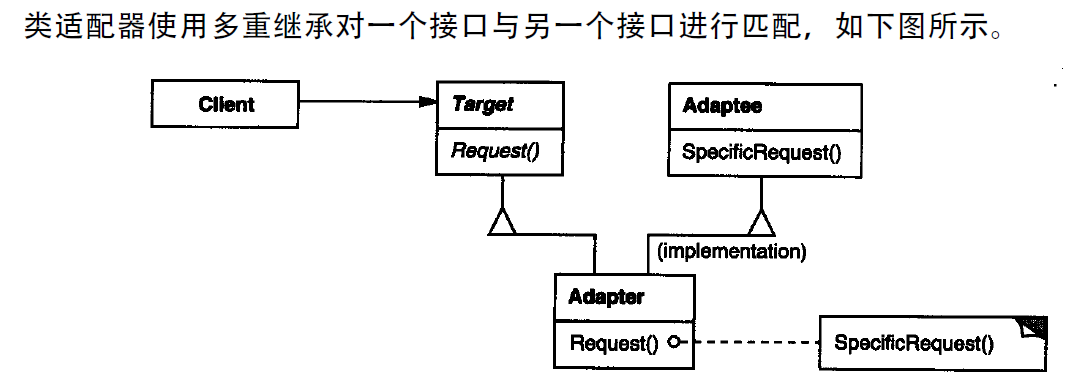 类适配器使用多重继承对一个接口与另一个接口进行匹配，如下图所示。
Client
Target
Adaptee
Request()
SpecificRequest()
(implementation)
Adapter
Request()
SpecificRequest()